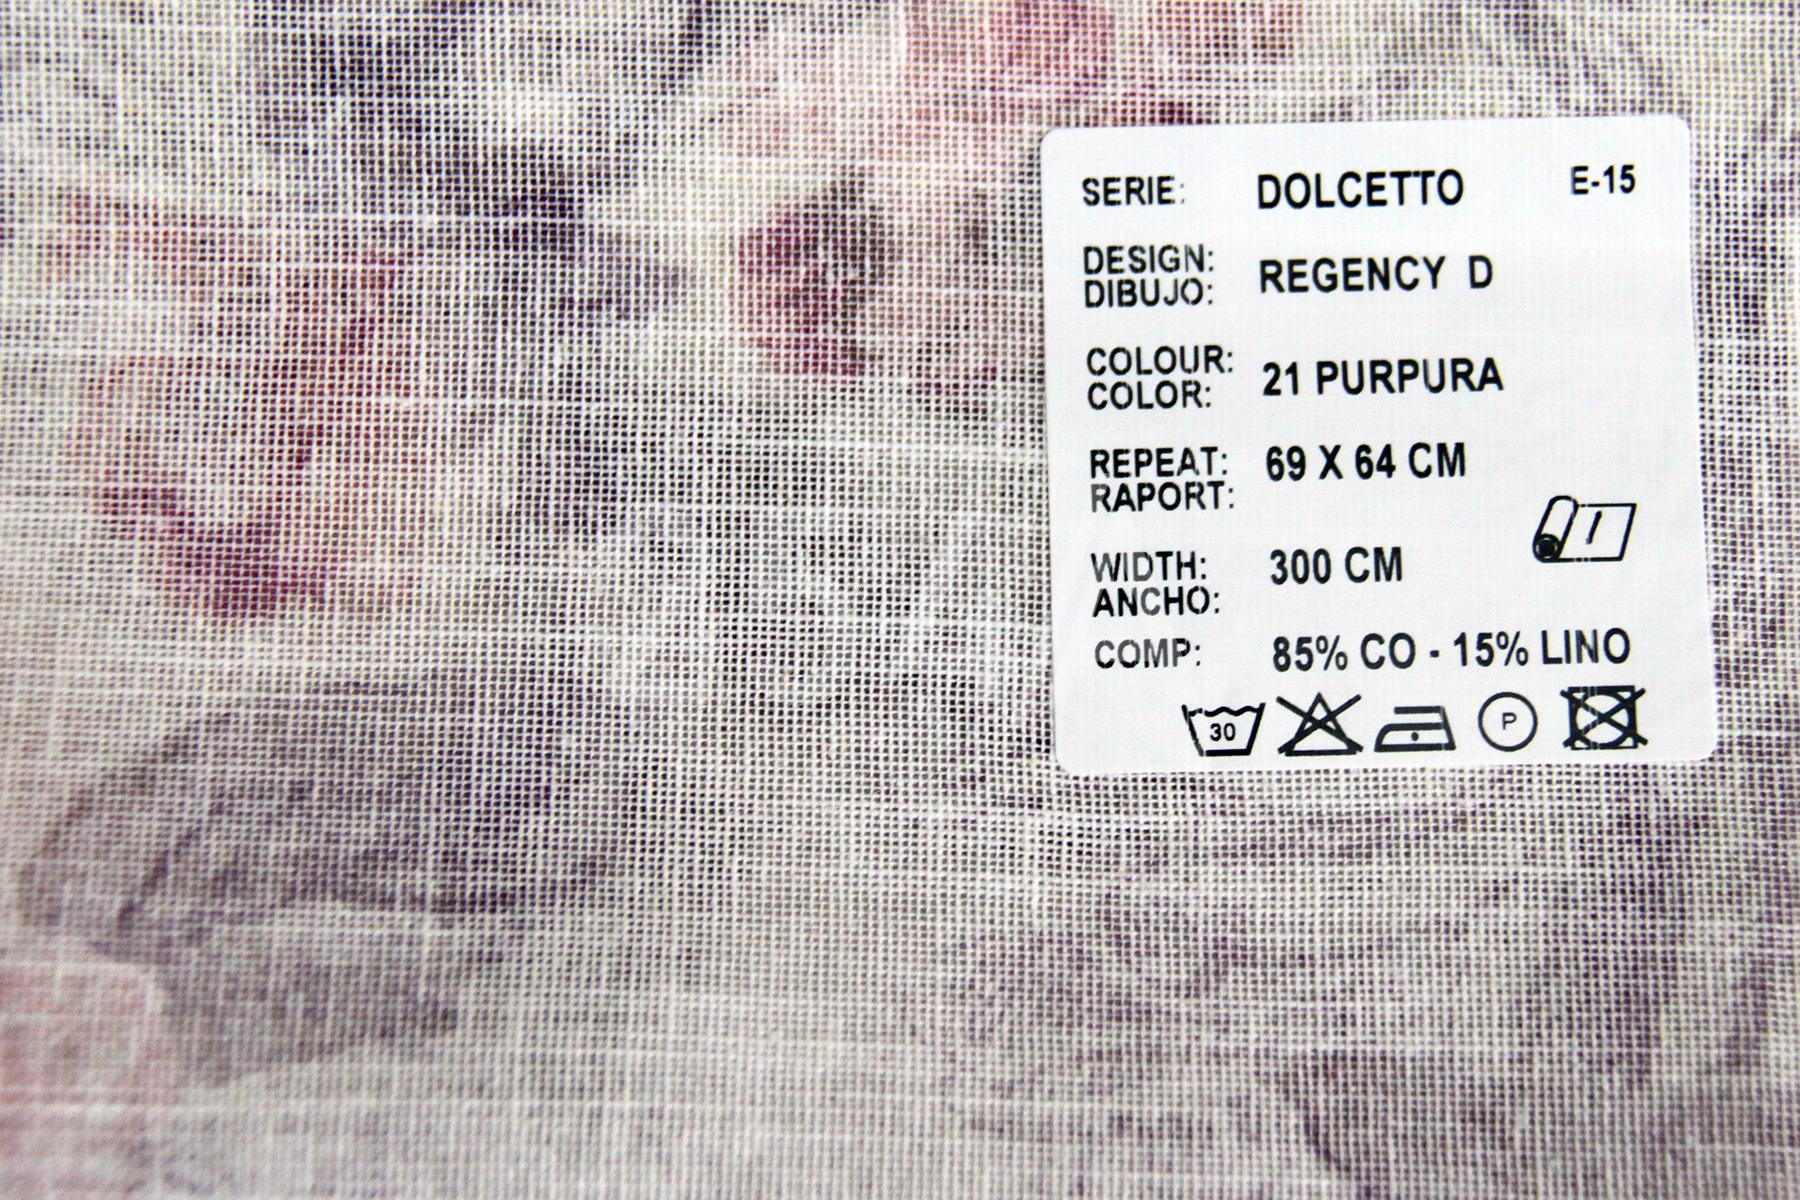 SERIE: DOLCETTO E-15
DESIGN: REGENCY D
DIBUJO:
COLOUR: 21 PURPURA
COLOR:
REPEAT: 69 X 64 CM
RAPORT:
WIDTH: 300 CM
ANCHO:
COMP: 85% CO - 15% LINO
30 P